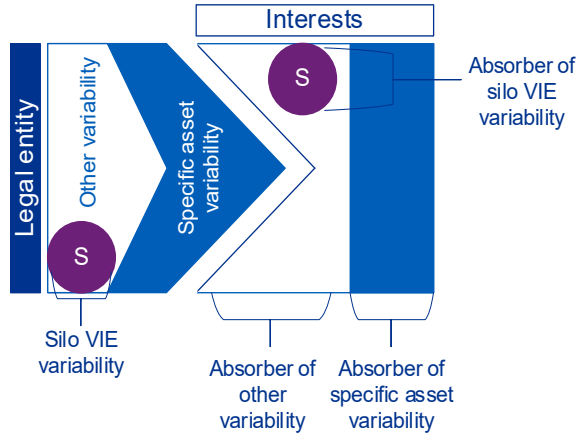 Interests
Legal entity
Other variability
Specific asset
variability
S
S
Absorber of
silo VIE
variability
Silo VIE
variability
Absorber of
other
variability
Absorber of
specific asset
variability